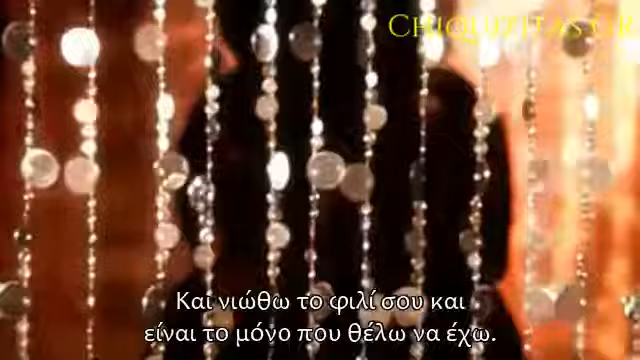 CHIQUITITAS.GR
Και νιώθω το φιλί σου και
είναι το μόνο που θέλω να έχω.